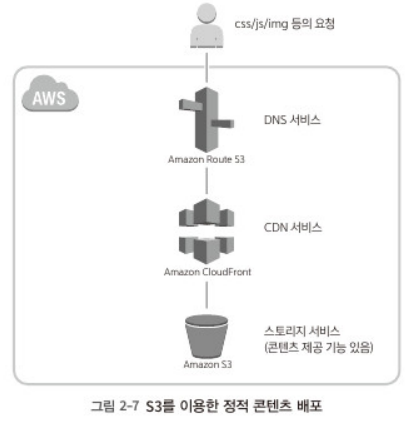 css/js/img 등의 요청
AWS
DNS 서비스
Amazon Route S3
CDN 서비스
Amazon CloudFront
스토리지 서비스
(콘텐츠 제공 기능 있음)
Amazon S3
그림 2-7 S3를 이용한 정적 콘텐츠 배포